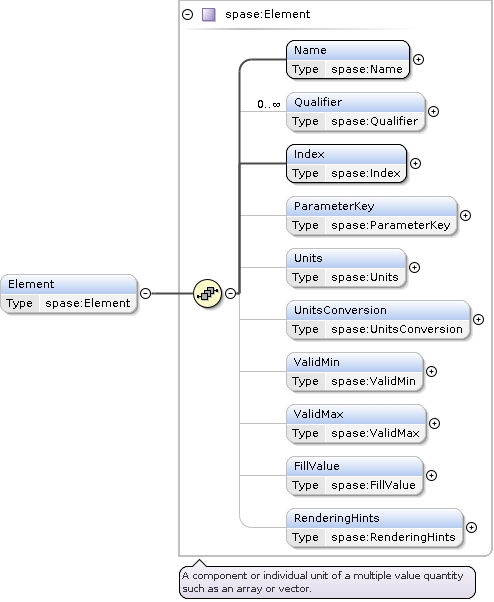 spase:Element
Name
Type spase:Name
0..∞
Qualifier
Type spase:Qualifier
Index
Type spase:Index
ParameterKey
Type spase:ParameterKey
Units
Type spase:Units
Element
Type spase:Element
UnitsConversion
Type spase:UnitsConversion
ValidMin
Type spase:ValidMin
ValidMax
Type spase:ValidMax
FillValue
Type spase:FillValue
RenderingHints
Type spase:RenderingHints
A component or individual unit of a multiple value quantity
such as an array or vector.